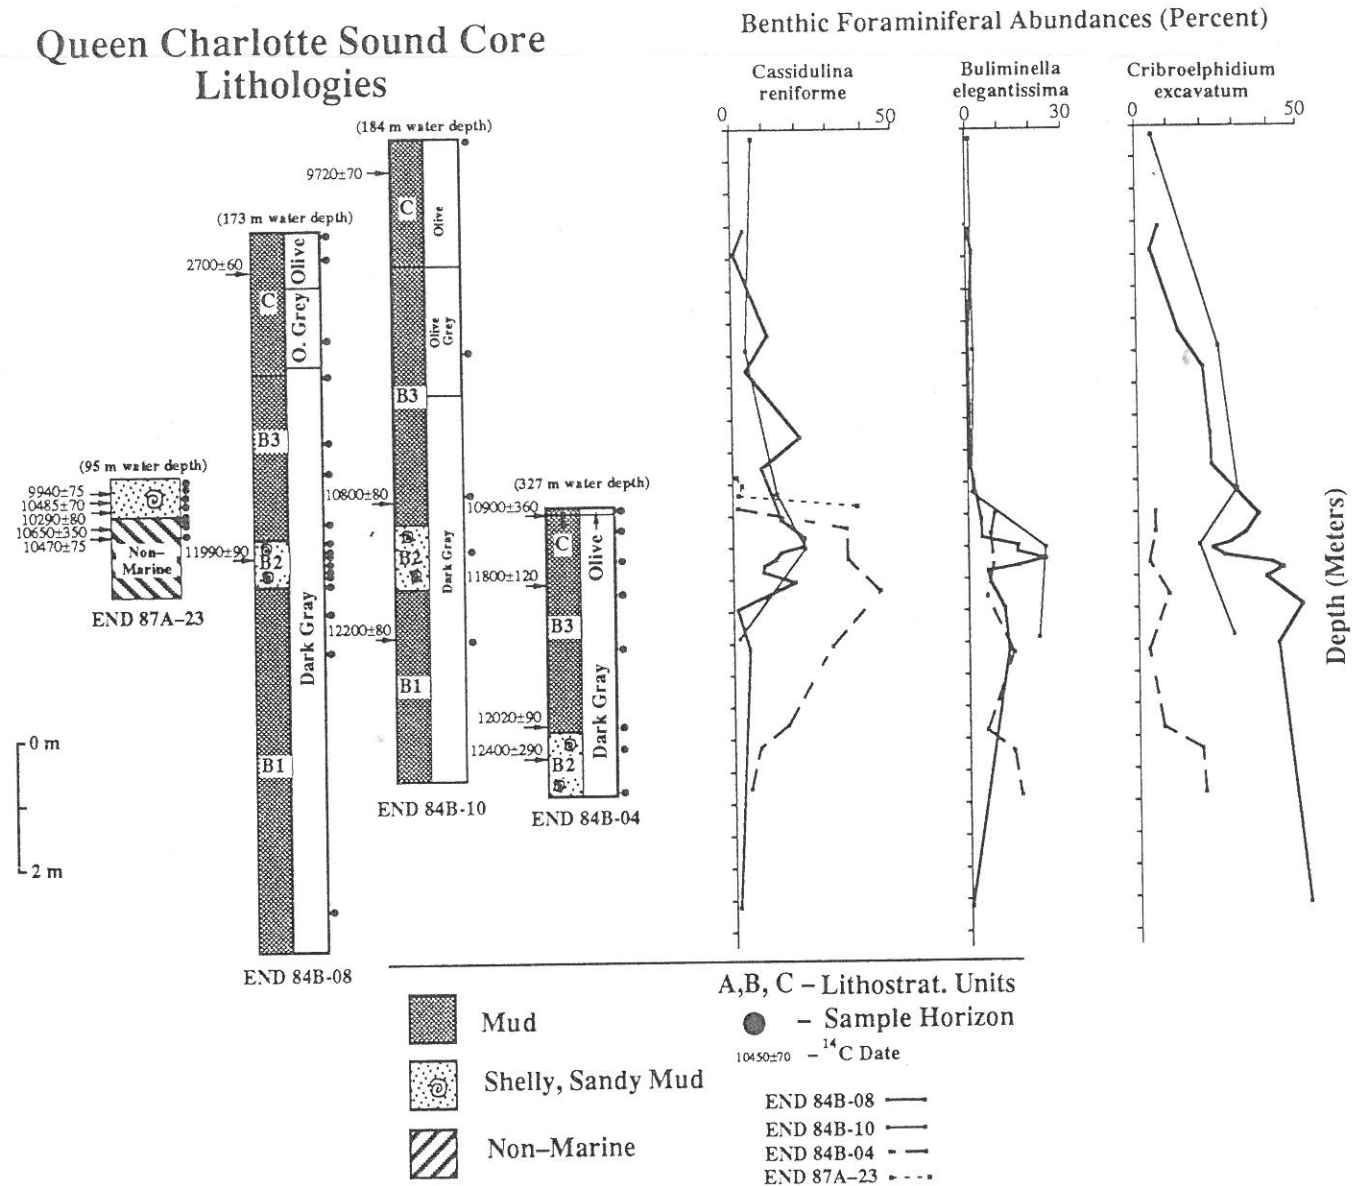 Queen Charlotte Sound Core
Lithologies
Benthic Foraminiferal Abundances (Percent)
Cassidulina
reniforme
Buliminella
elegantissima
Cribroelphidium
excavatum
0 50
0 30
0 50
(184 m water depth)
9720±70
C
Olive
Olive
Grey
B3
10800±80
B2
Dark Gray
12200±80
B1
END 84B-10
(173 m water depth)
2700±60
C
Olive
O. Grey
B3
11990±90
B2
Dark Gray
B1
END 84B-08
(95 m water depth)
9940±75
10485±70
10290±80
10650±350
10470±75
Non–
Marine
END 87A–23
(327 m water depth)
10900±360
C
Olive
11800±120
B3
Dark Gray
12020±90
12400±290
B2
END 84B-04
0 m
2 m
Depth (Meters)
Mud
Shelly, Sandy Mud
Non–Marine
A,B, C – Lithostrat. Units
– Sample Horizon
10450±70 – 14C Date
END 84B-08
END 84B-10
END 84B-04
END 87A-23